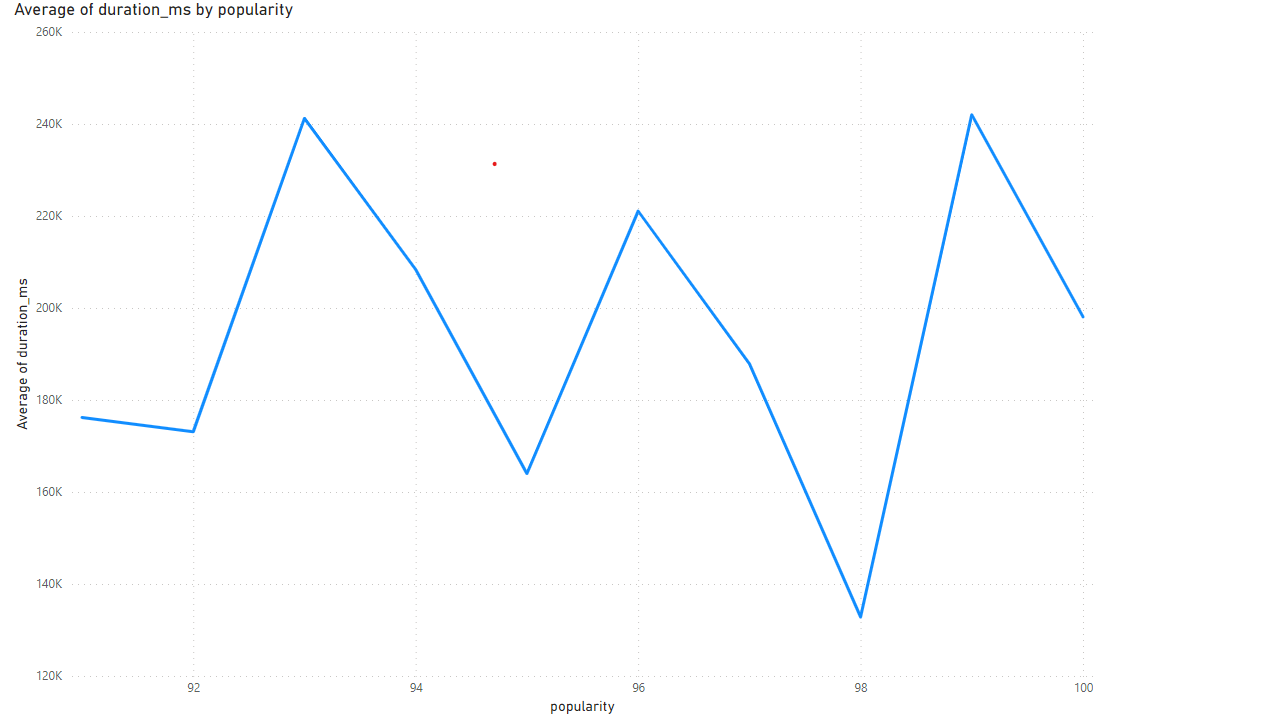 Average of duration_ms by popularity
260K
240K
220K
200K
180K
160K
140K
120K
Average of duration_ms
92 94 96 98 100
popularity